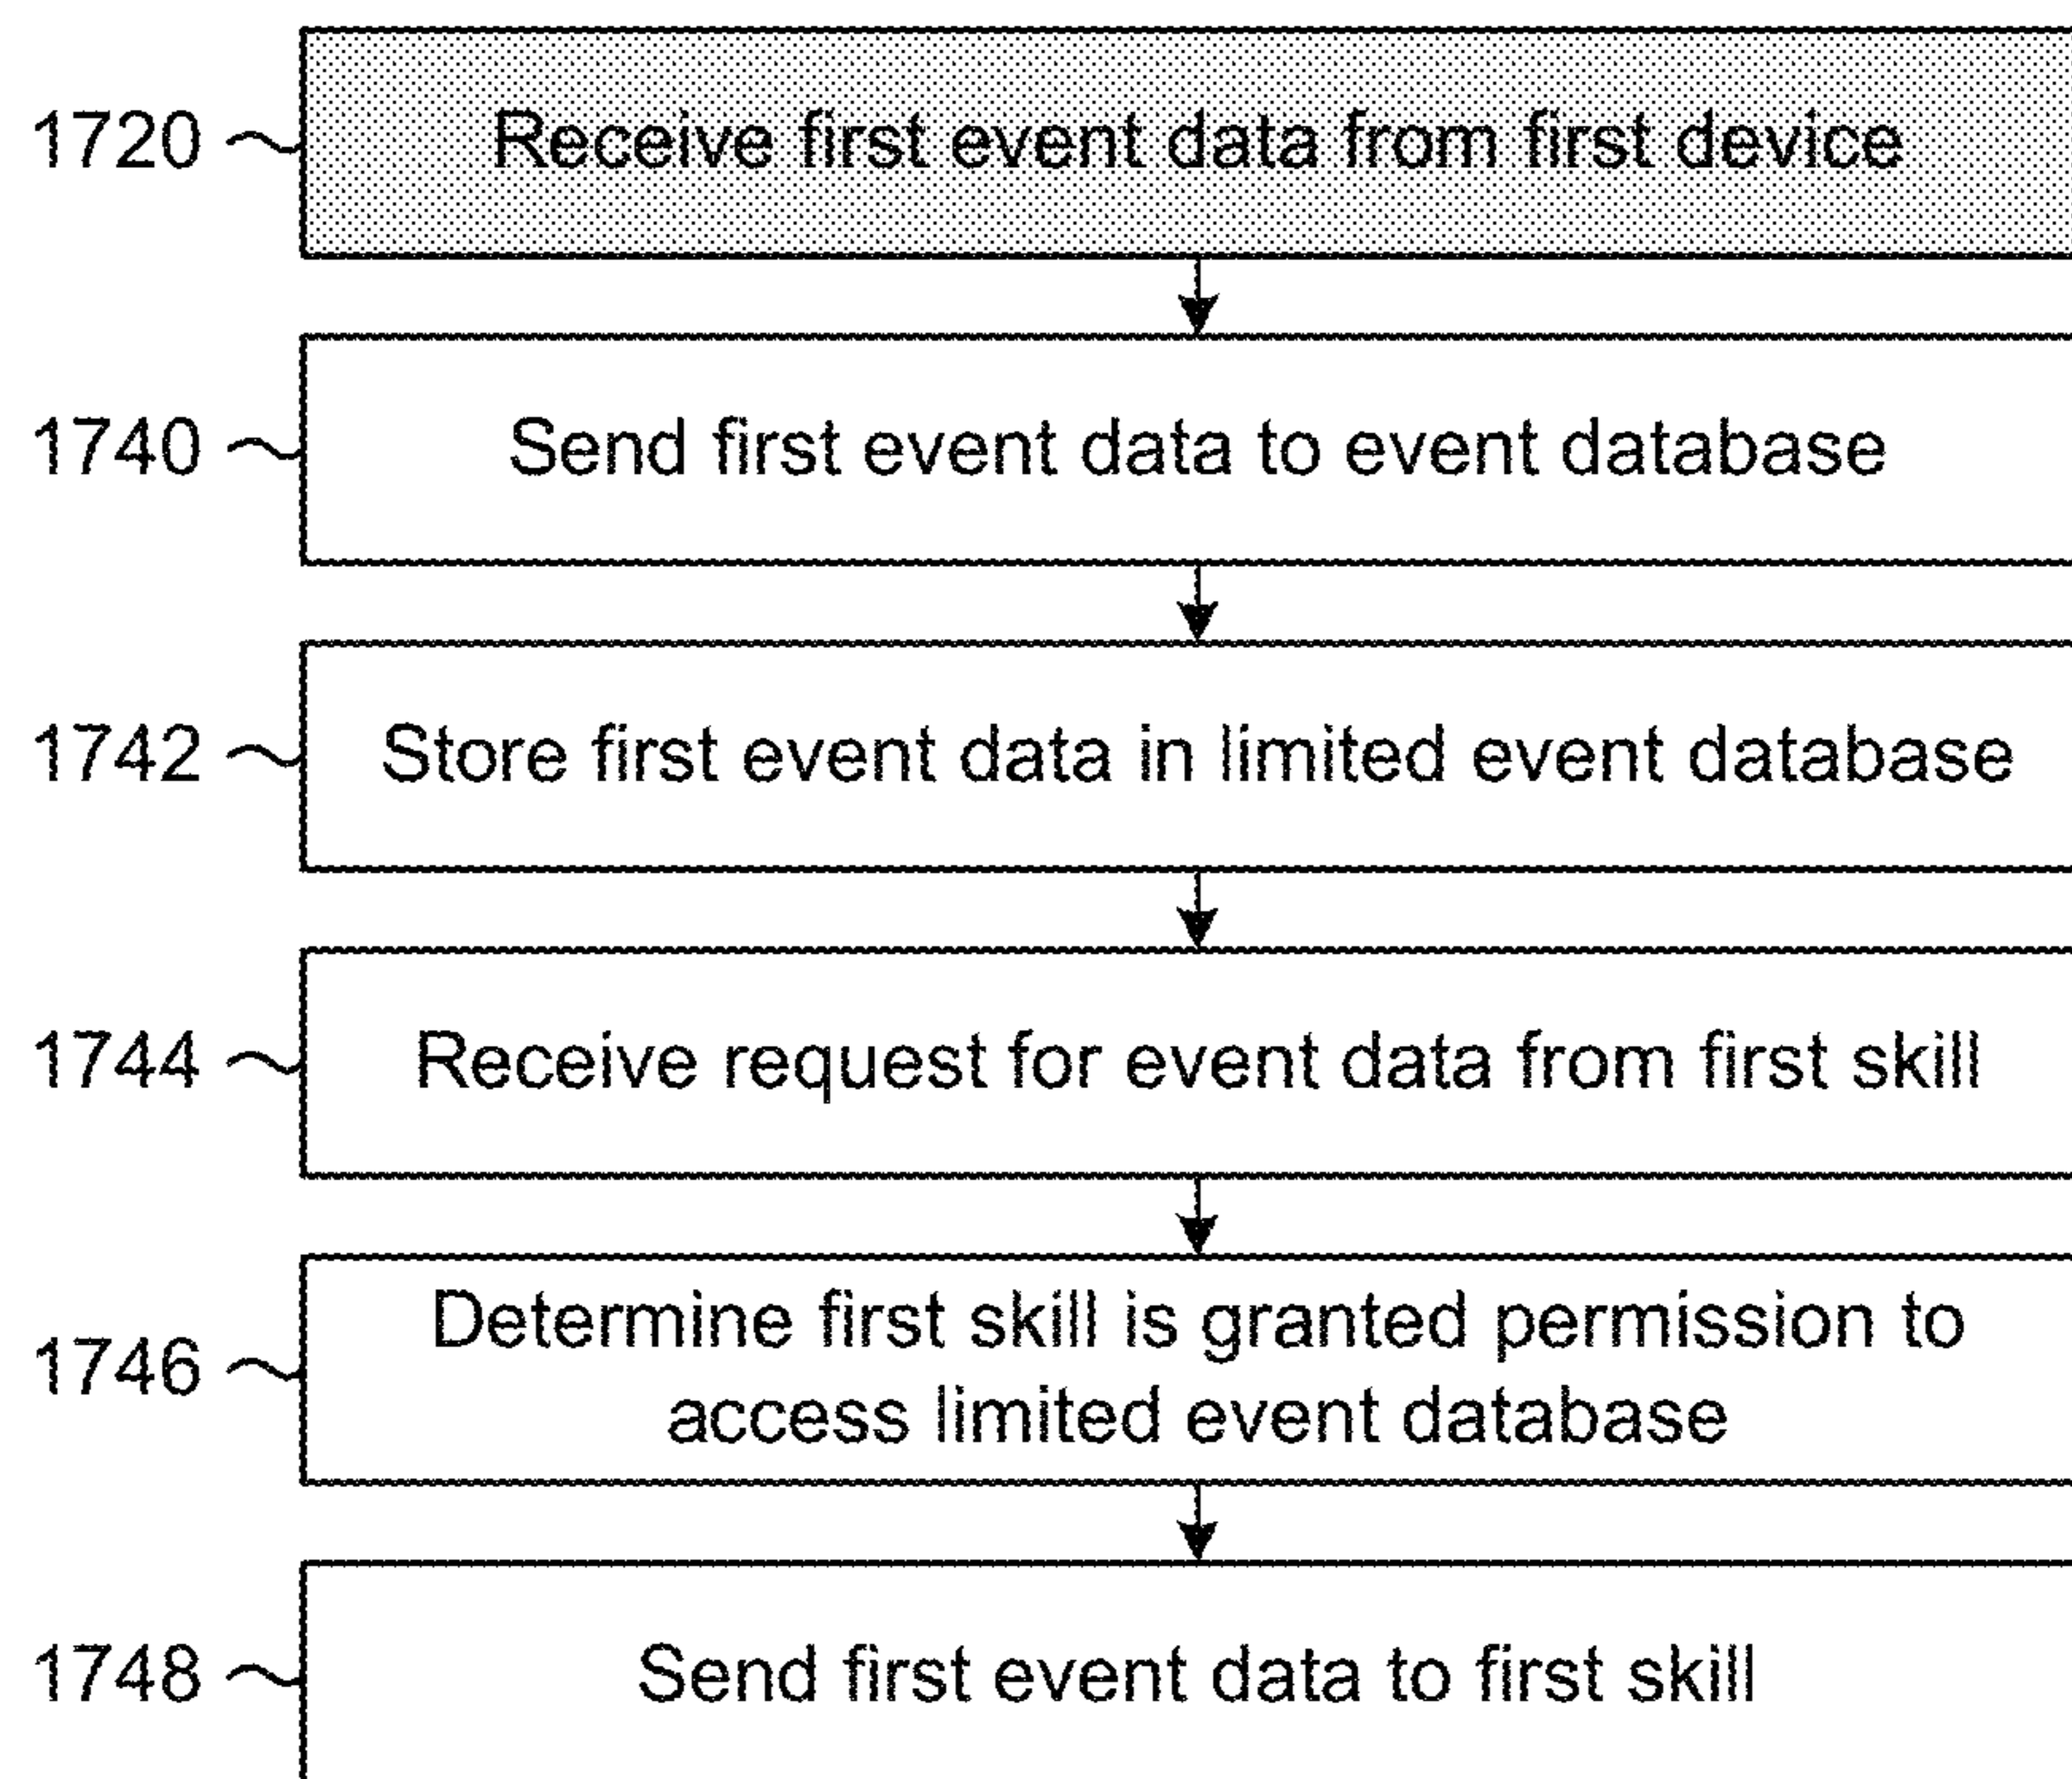 1720 Receive first event data from first device
1740 Send first event data to event database
1742 Store first event data in limited event database
1744 Receive request for event data from first skill
1746 Determine first skill is granted permission to
access limited event database
1748 Send first event data to first skill